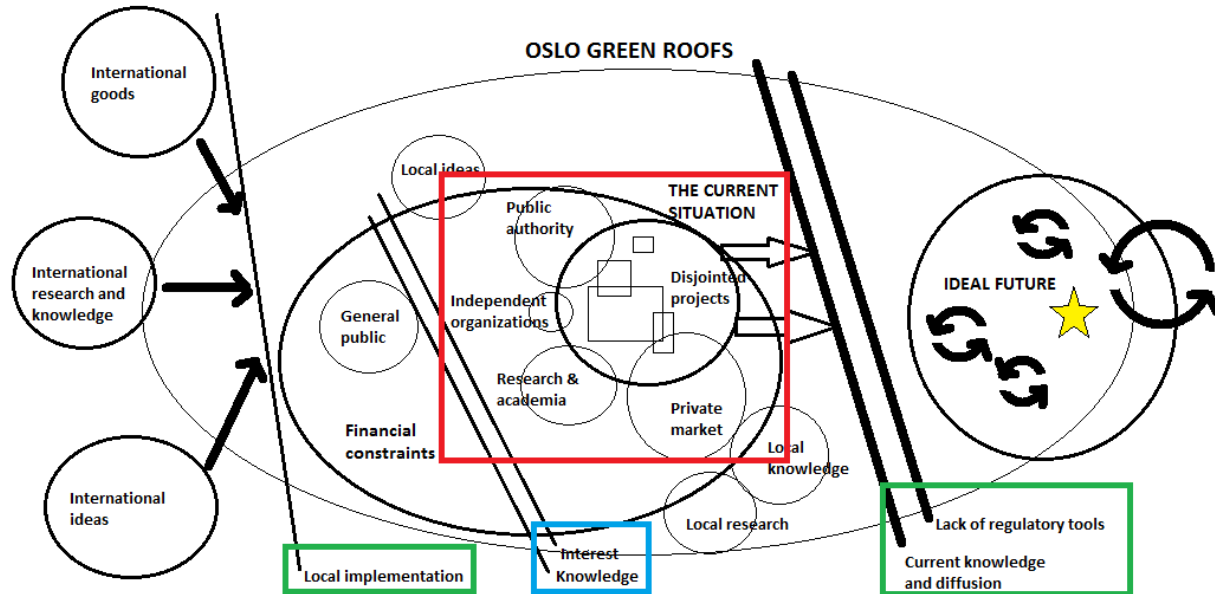 OSLO GREEN ROOFS
International
goods
Local ideas
THE CURRENT
SITUATION
Public
authority
International
research and
knowledge
General
public
Independent
organizations
Disjointed
projects
IDEAL FUTURE
Research &
academia
Private
market
Financial
constraints
Local
knowledge
International
ideas
Local research
Lack of regulatory tools
Current knowledge
and diffusion
Interest
Knowledge
Local implementation